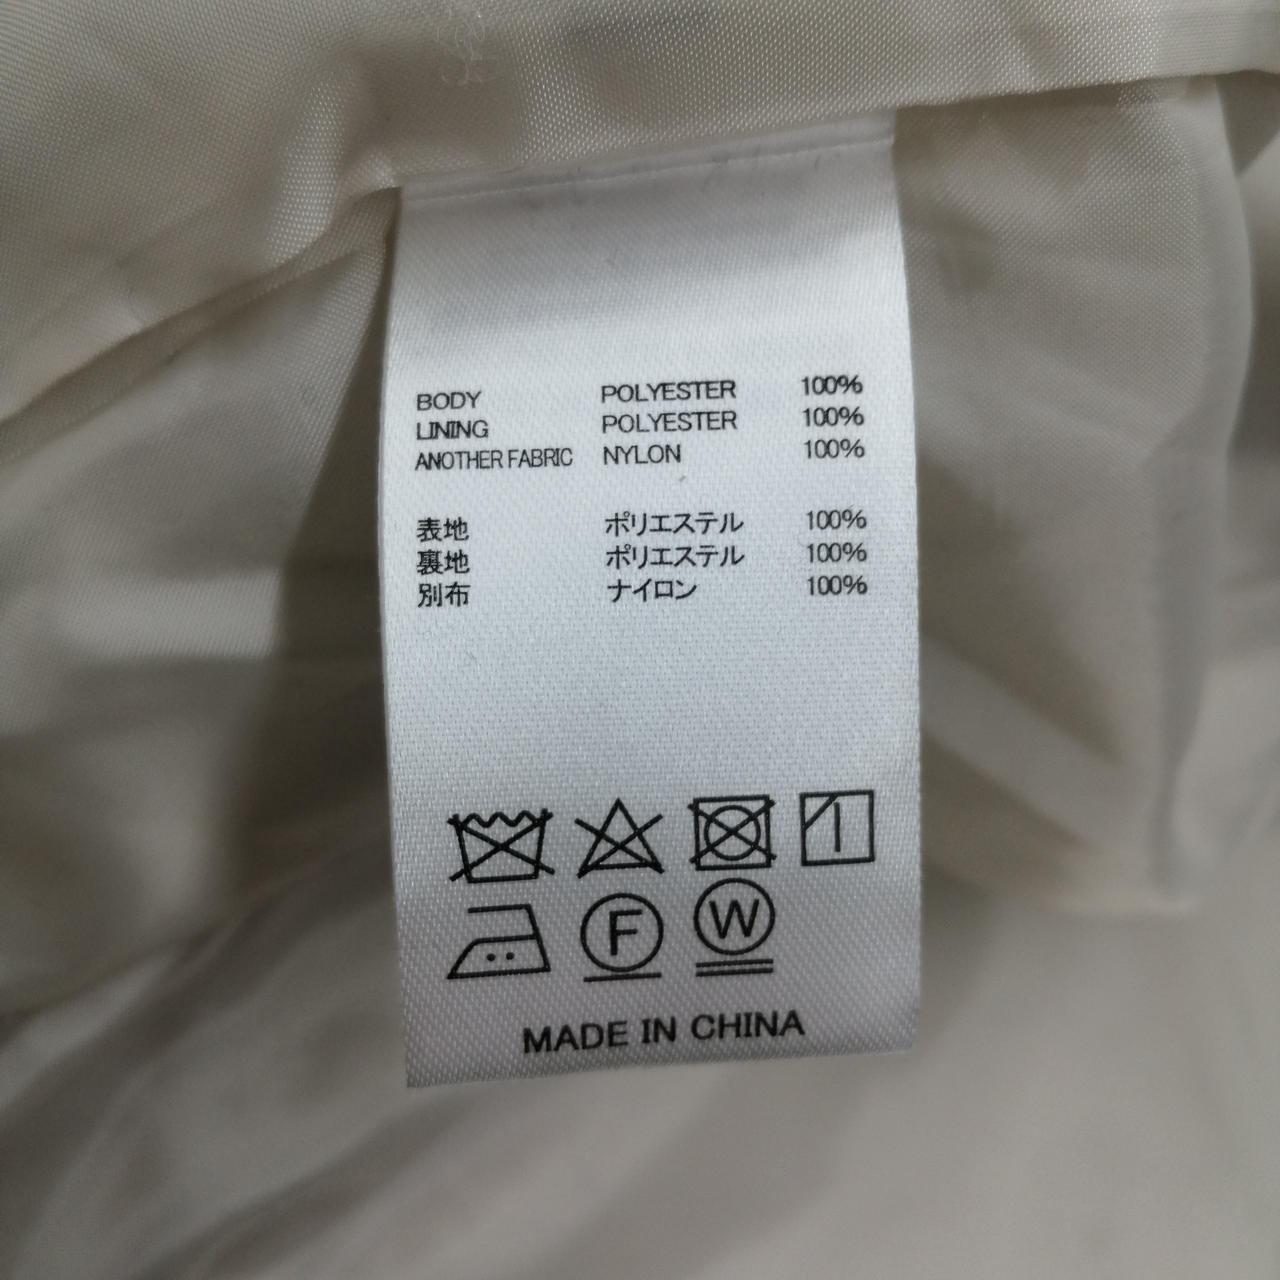 BODY POLYESTER 100%
LINING POLYESTER 100%
ANOTHER FABRIC NYLON 100%
表地 ポリエステル 100%
裏地 ポリエステル 100%
別布 ナイロン 100%
F W
MADE IN CHINA